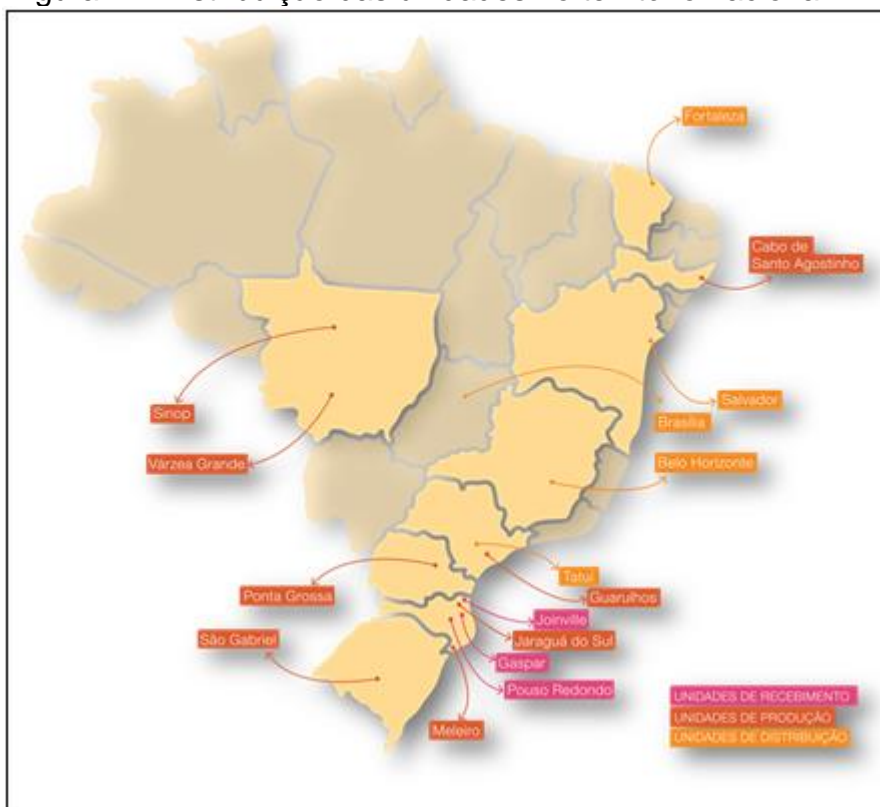 Fortaleza
Cabo de
Santo Agostinho
Salvador
Brasília
Sinop
Várzea Grande
Belo Horizonte
Tatuí
Guarulhos
Ponta Grossa
Joinville
Jaraguá do Sul
São Gabriel
Gaspar
Pouso Redondo
Meleiro
UNIDADES DE RECEBIMENTO
UNIDADES DE PRODUÇÃO
UNIDADES DE DISTRIBUIÇÃO